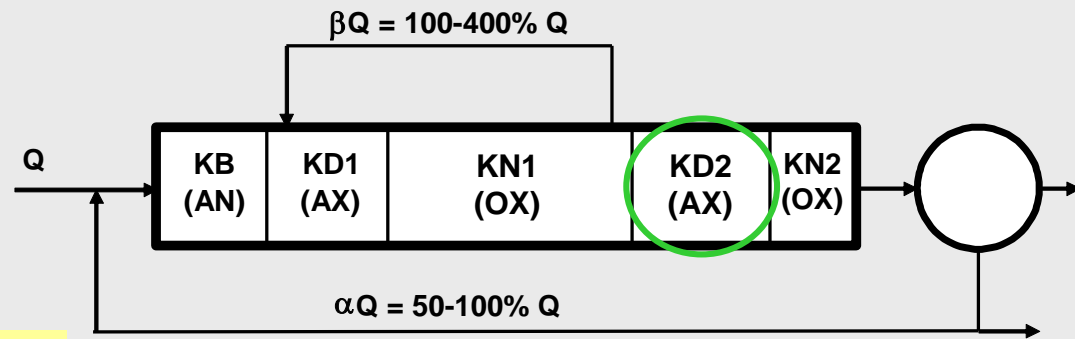 βQ = 100-400% Q
Q
KB
(AN)
KD1
(AX)
KN1
(OX)
KD2
(AX)
KN2
(OX)
αQ = 50-100% Q